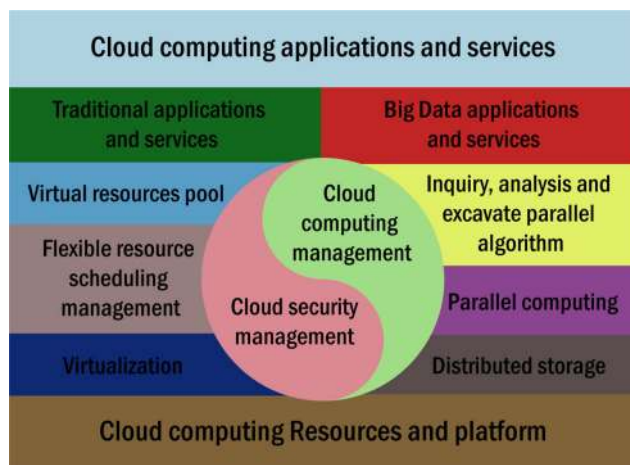 Cloud computing applications and services
Traditional applications
and services
Big Data applications
and services
Virtual resources pool
Cloud
computing
management
Inquiry, analysis and
excavate parallel
algorithm
Flexible resource
scheduling
management
Cloud security
management
Parallel computing
Virtualization
Distributed storage
Cloud computing Resources and platform